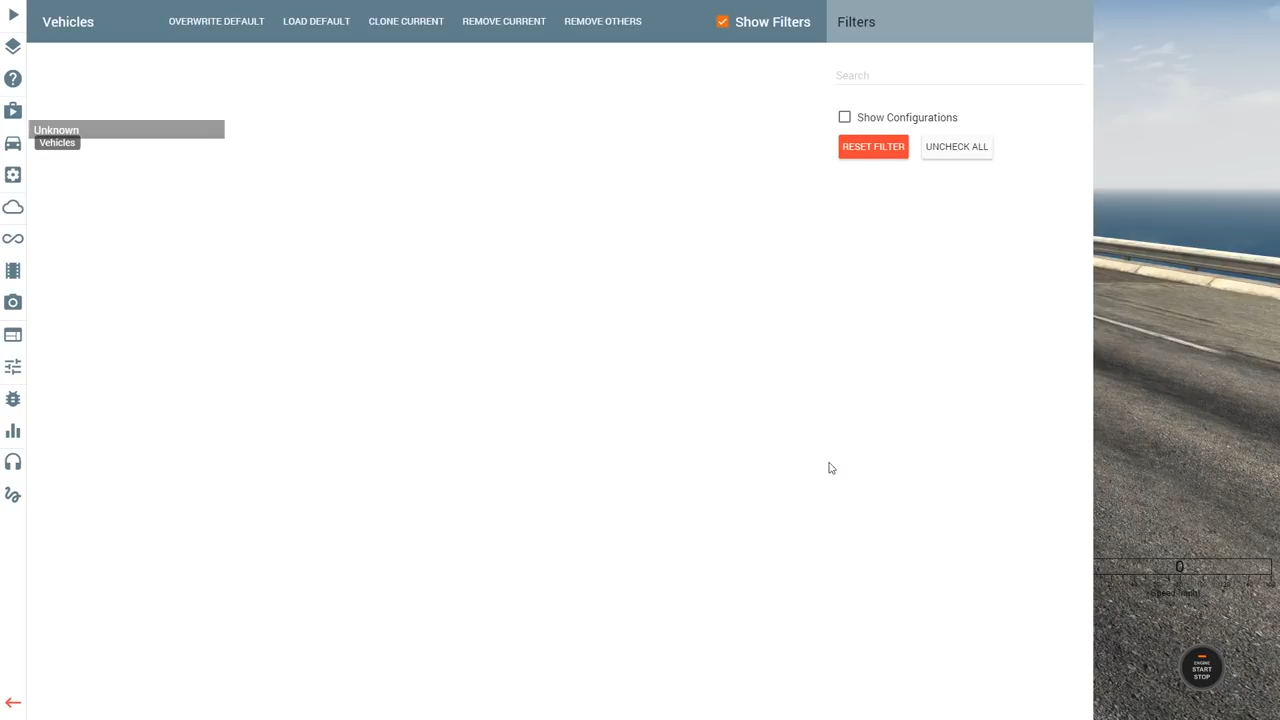 Vehicles OVERWRITE DEFAULT LOAD DEFAULT CLONE CURRENT REMOVE CURRENT REMOVE OTHERS Show Filters Filters
Search
Show Configurations
Unknown
Vehicles
RESET FILTER UNCHECK ALL
0
ENGINE
START
STOP